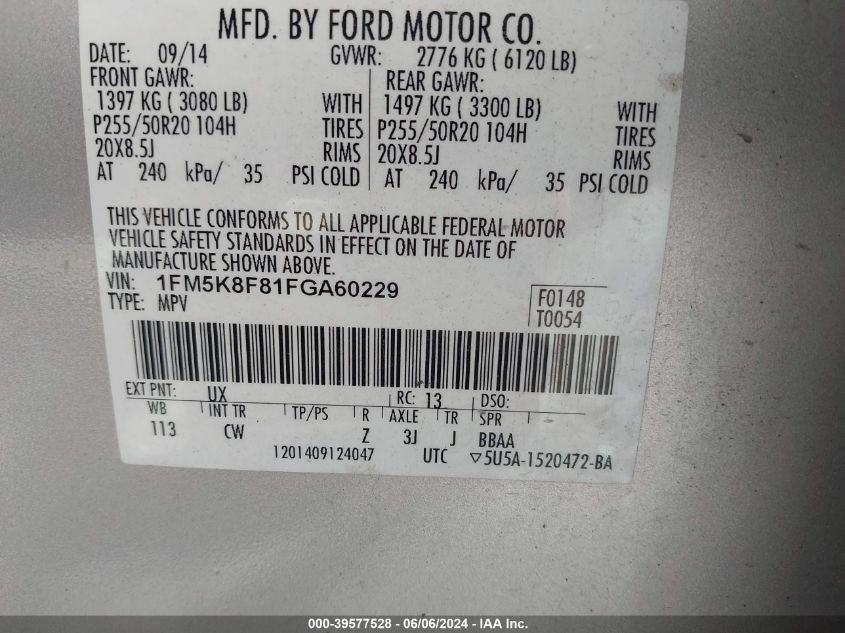 MFD. BY FORD MOTOR CO.
DATE: 09/14 GVWR: 2776 KG ( 6120 LB)
FRONT GAWR: REAR GAWR:
1397 KG ( 3080 LB) WITH 1497 KG ( 3300 LB) WITH
P255/50R20 104H TIRES P255/50R20 104H TIRES
20X8.5J RIMS 20X8.5J RIMS
AT 240 kPa/ 35 PSI COLD AT 240 kPa/ 35 PSI COLD
THIS VEHICLE CONFORMS TO ALL APPLICABLE FEDERAL MOTOR
VEHICLE SAFETY STANDARDS IN EFFECT ON THE DATE OF
MANUFACTURE SHOWN ABOVE.
VIN: 1FM5K8F81FGA60229 F0148
TYPE: MPV T0054
EXT PNT: UX RC: 13 DSO:
WB INT TR TP/PS R AXLE TR SPR
113 CW Z 3J J BBAA
1201409124047 UTC ▽5U5A-1520472-BA
000-39577528 - 06/06/2024 - IAA Inc.